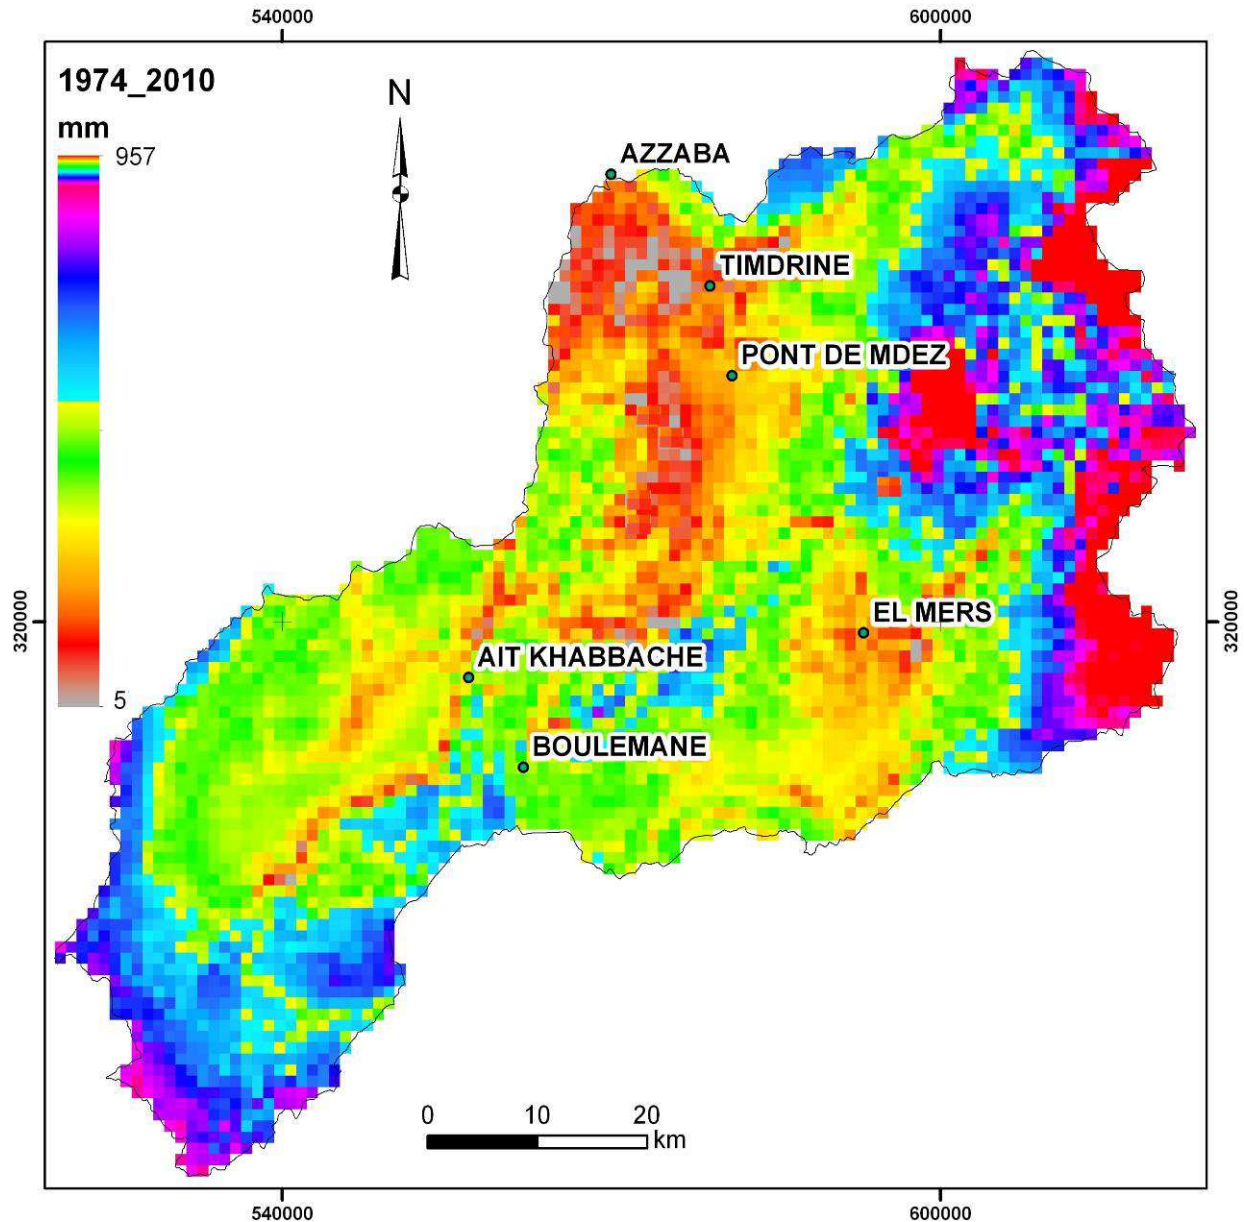 540000
600000
1974_2010
mm
957
5
N
AZZABA
TIMDRINE
PONT DE MDEZ
EL MERS
AIT KHABBACHE
BOULEMANE
320000
320000
0 10 20
km
540000
600000